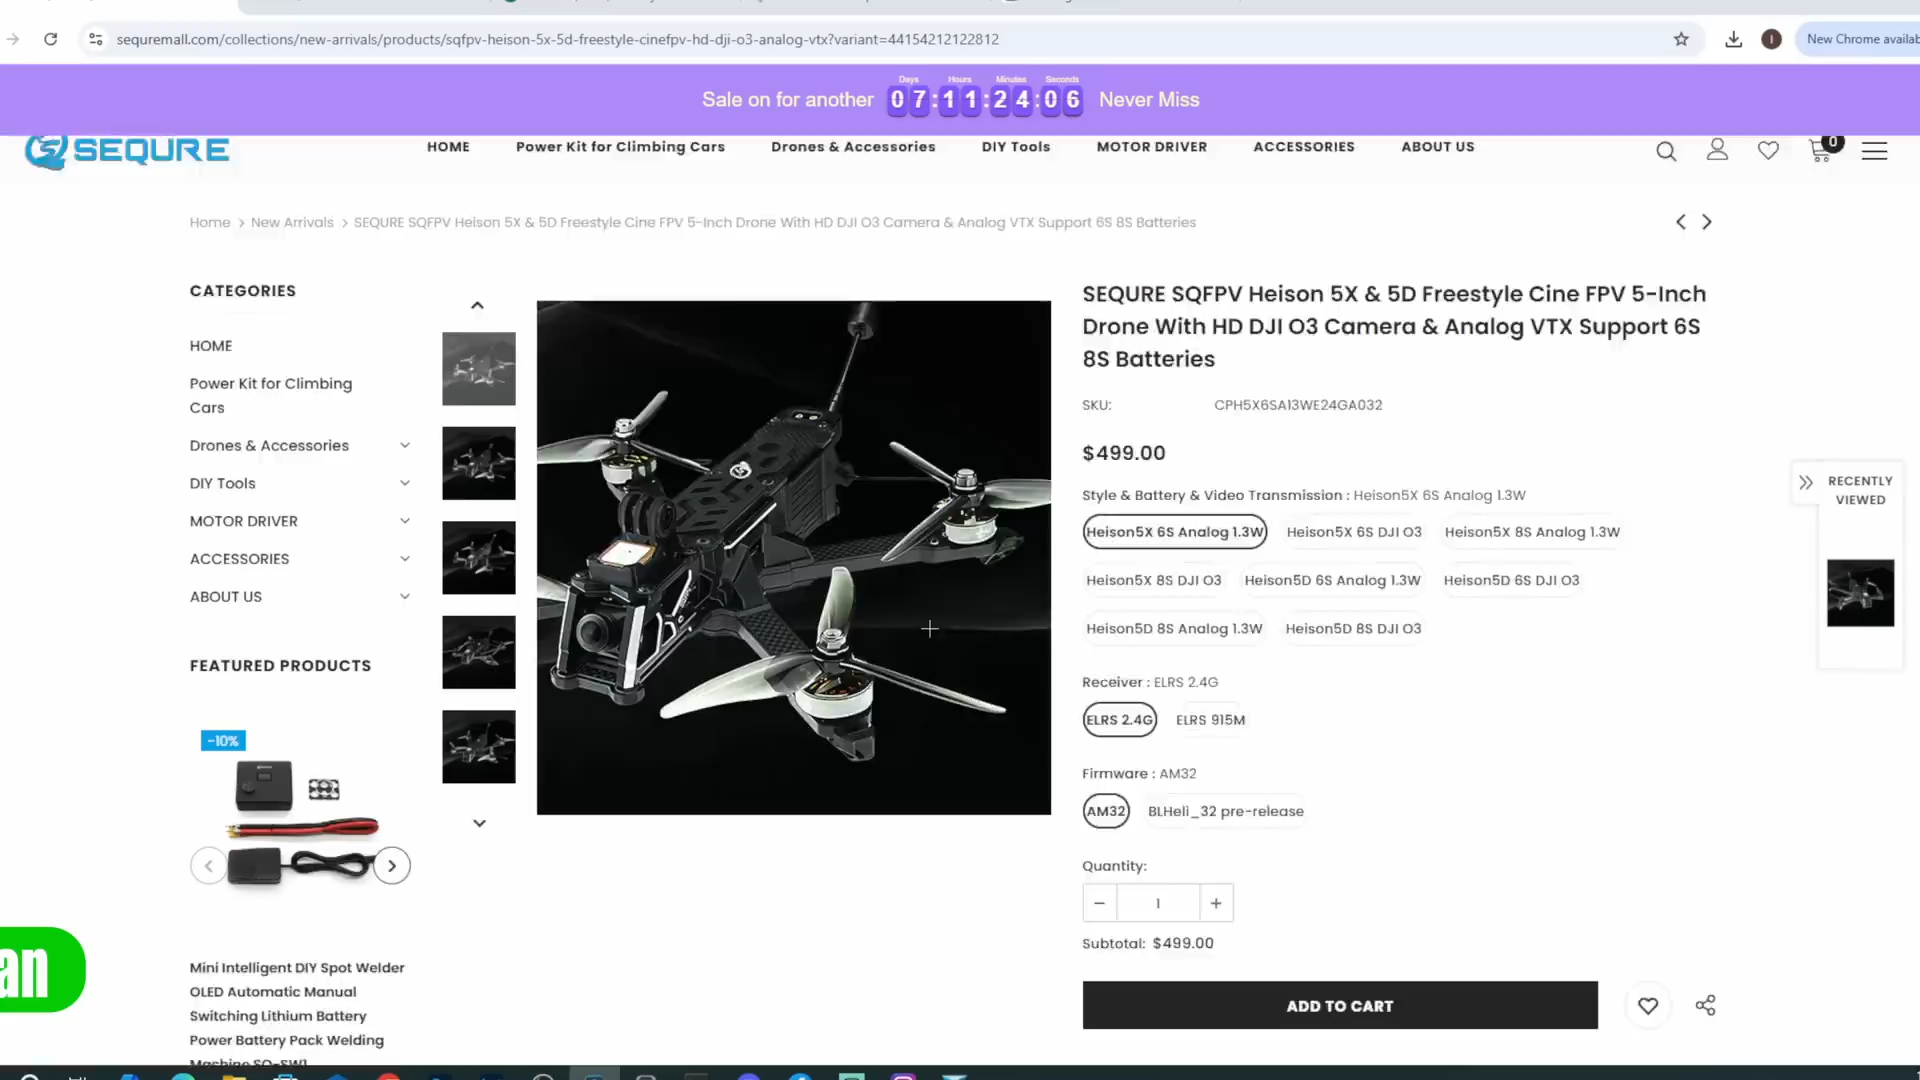 sequremall.com/collections/new-arrivals/products/sqfpv-heison-5x-5d-freestyle-cinefpv-hd-dji-o3-analog-vtx?variant=44154212122812
New Chrome availab
Days Hours Minutes Seconds
Sale on for another 07:11:24:06 Never Miss
SEQURE
HOME Power Kit for Climbing Cars Drones & Accessories DIY Tools MOTOR DRIVER ACCESSORIES ABOUT US
0
Home > New Arrivals > SEQURE SQFPV Heison 5X & 5D Freestyle Cine FPV 5-Inch Drone With HD DJI O3 Camera & Analog VTX Support 6S 8S Batteries
CATEGORIES
HOME
Power Kit for Climbing
Cars
Drones & Accessories
DIY Tools
MOTOR DRIVER
ACCESSORIES
ABOUT US
FEATURED PRODUCTS
-10%
an
Mini Intelligent DIY Spot Welder
OLED Automatic Manual
Switching Lithium Battery
Power Battery Pack Welding
Machine SQ-SW1
SEQURE SQFPV Heison 5X & 5D Freestyle Cine FPV 5-Inch
Drone With HD DJI O3 Camera & Analog VTX Support 6S
8S Batteries
SKU: CPH5X6SA13WE24GA032
$499.00
Style & Battery & Video Transmission : Heison5X 6S Analog 1.3W
Heison5X 6S Analog 1.3W Heison5X 6S DJI O3 Heison5X 8S Analog 1.3W
Heison5X 8S DJI O3 Heison5D 6S Analog 1.3W Heison5D 6S DJI O3
Heison5D 8S Analog 1.3W Heison5D 8S DJI O3
Receiver : ELRS 2.4G
ELRS 2.4G ELRS 915M
Firmware : AM32
AM32 BLHeli_32 pre-release
Quantity:
− 1 +
Subtotal: $499.00
ADD TO CART
RECENTLY
VIEWED